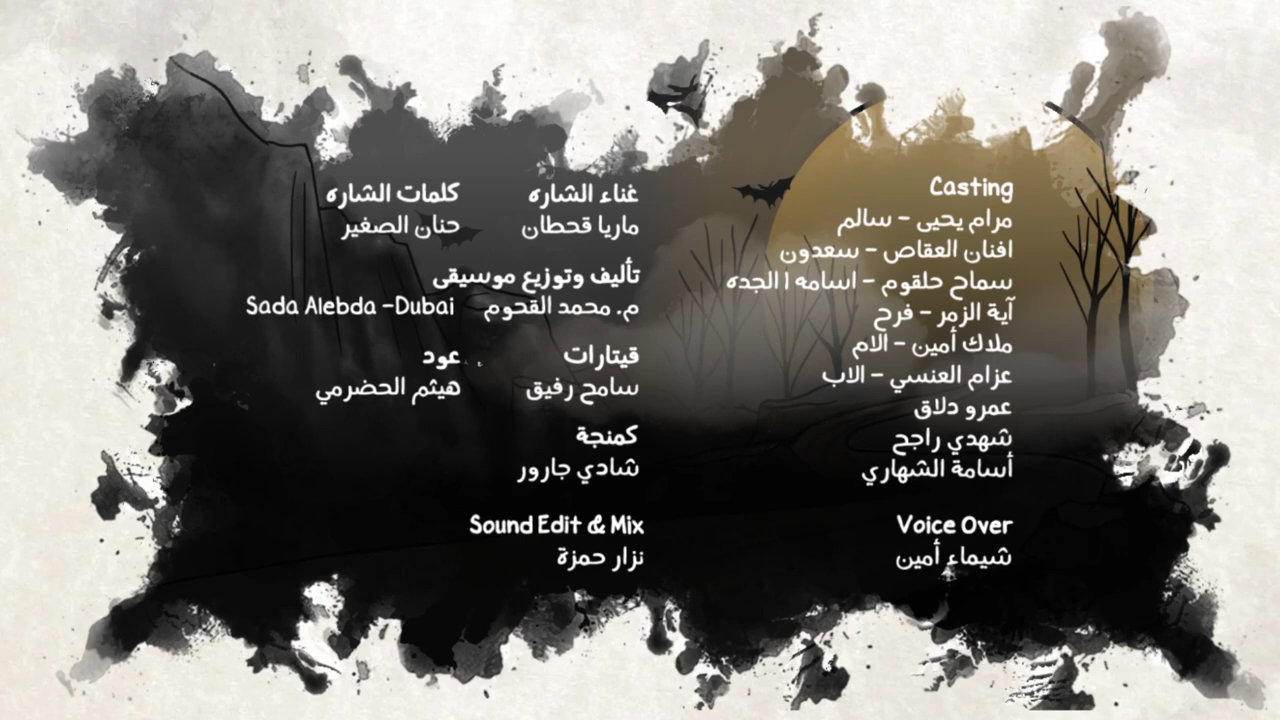 Casting
مرام يحيى - سالم
افنان العقاص - سعدون
سماح حلقوم - اسامه ا الجده
آية الزمر - فرح
ملاك أمين - الام
عزام العنسي - الاب
عمرو دلاق
شهدي راجح
أسامة الشهاري
Voice Over
شيماء أمين
غناء الشاره
ماريا قحطان
كلمات الشاره
حنان الصغير
تأليف وتوزيع موسيقى
م. محمد القحوم Sada Alebda -Dubai
قيتارات
سامح رفيق
عود
هيثم الحضرمي
كمنجة
شادي جارور
Sound Edit & Mix
نزار حمزة